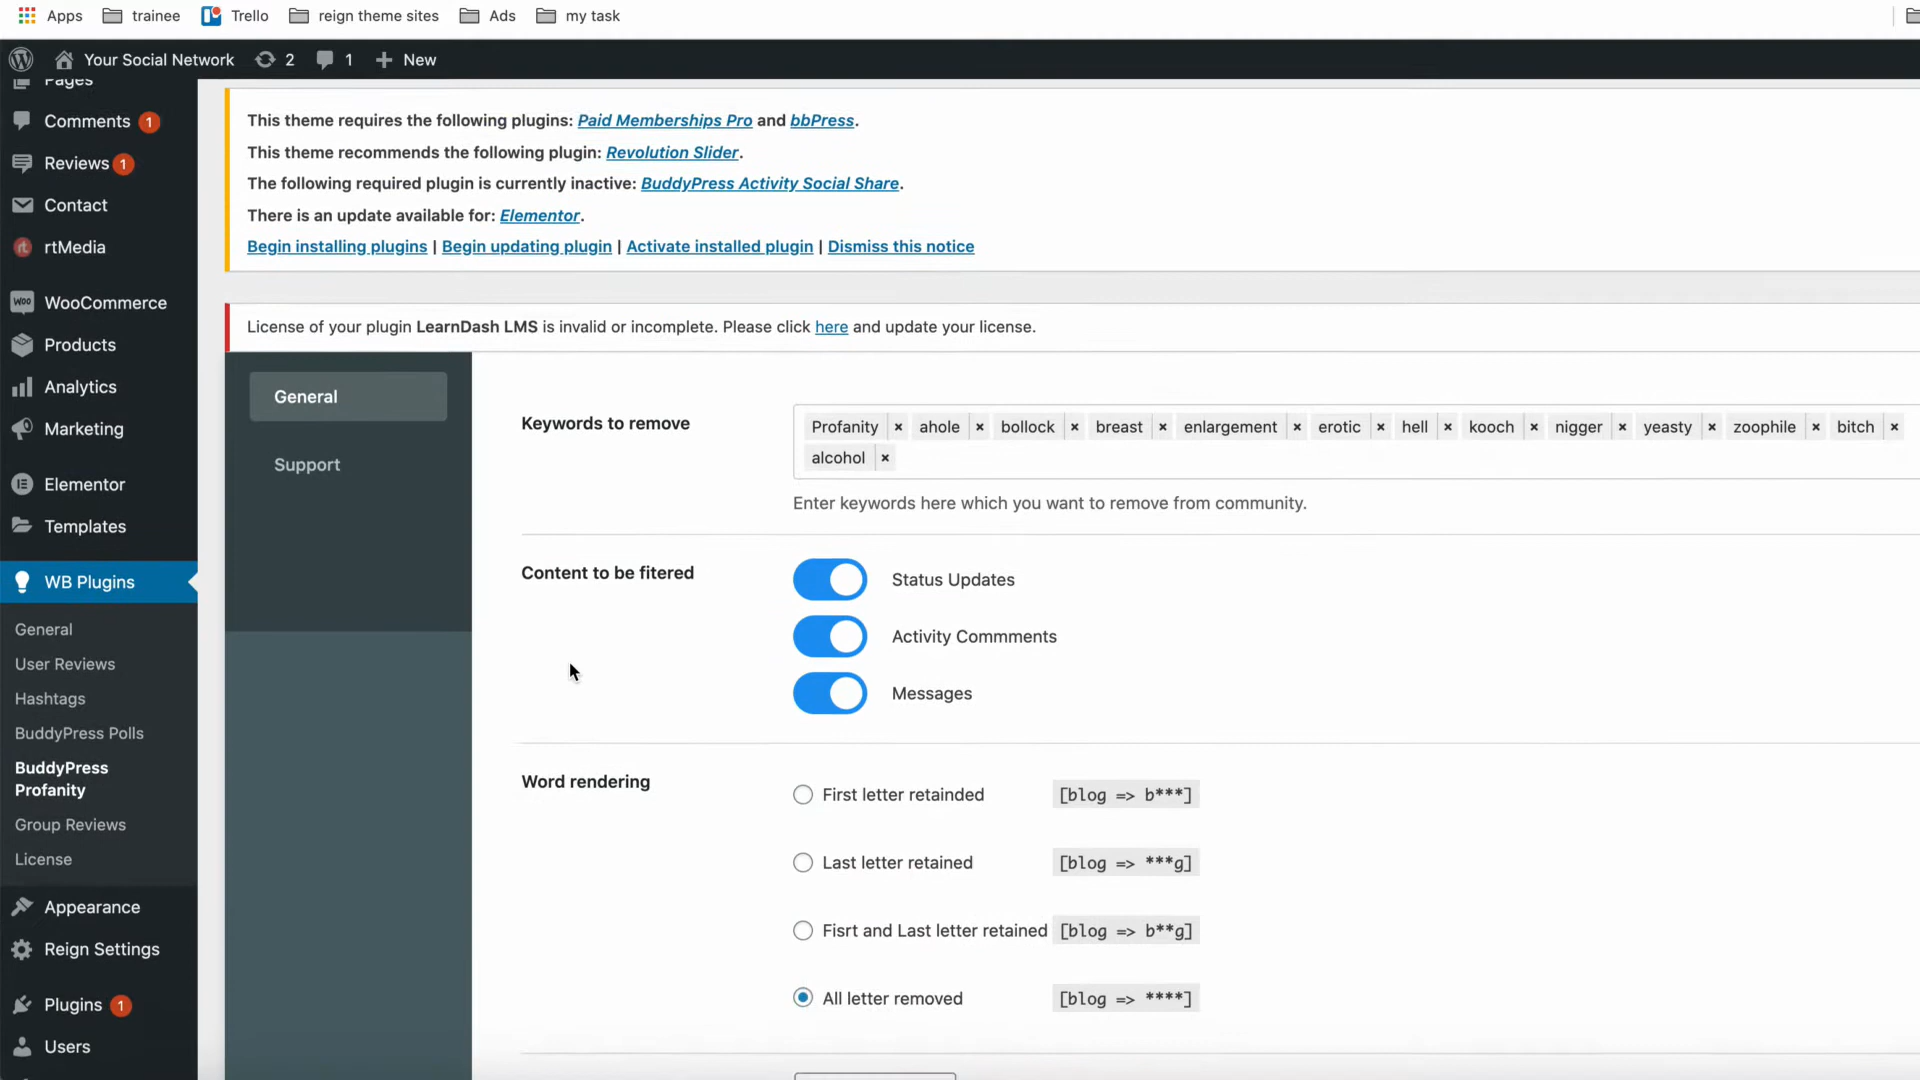 Apps trainee Trello reign theme sites Ads my task
Your Social Network 2 1 New
Pages
Comments 1
Reviews 1
Contact
rtMedia
WooCommerce
Products
Analytics
Marketing
Elementor
Templates
WB Plugins
General
User Reviews
Hashtags
BuddyPress Polls
BuddyPress
Profanity
Group Reviews
License
Appearance
Reign Settings
Plugins 1
Users
This theme requires the following plugins: Paid Memberships Pro and bbPress.
This theme recommends the following plugin: Revolution Slider.
The following required plugin is currently inactive: BuddyPress Activity Social Share.
There is an update available for: Elementor.
Begin installing plugins | Begin updating plugin | Activate installed plugin | Dismiss this notice
License of your plugin LearnDash LMS is invalid or incomplete. Please click here and update your license.
General
Support
Keywords to remove
Profanity × ahole × bollock × breast × enlargement × erotic × hell × kooch × nigger × yeasty × zoophile × bitch ×
alcohol ×
Enter keywords here which you want to remove from community.
Content to be fitered
Status Updates
Activity Commments
Messages
Word rendering
First letter retainded [blog => b***]
Last letter retained [blog => ***g]
Fisrt and Last letter retained [blog => b**g]
All letter removed [blog => ****]